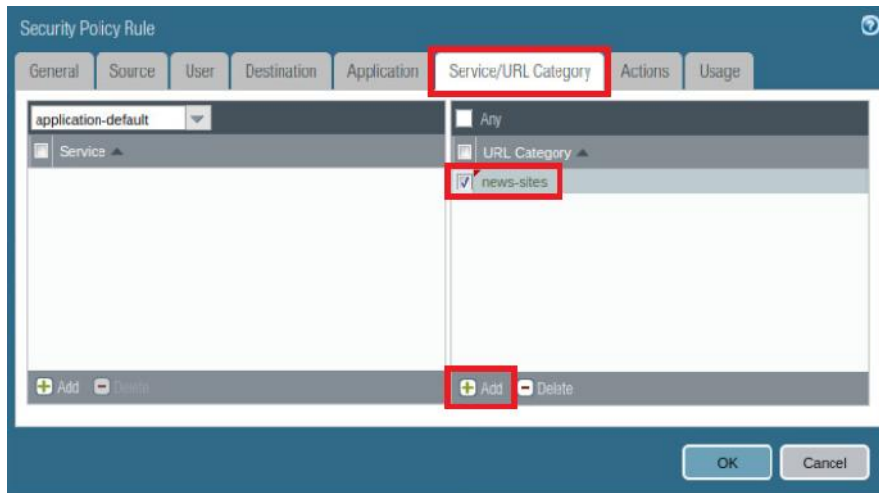 Security Policy Rule
General Source User Destination Application Service/URL Category Actions Usage
application-default
Any
Service
URL Category
news-sites
Add Delete
Add Delete
OK Cancel